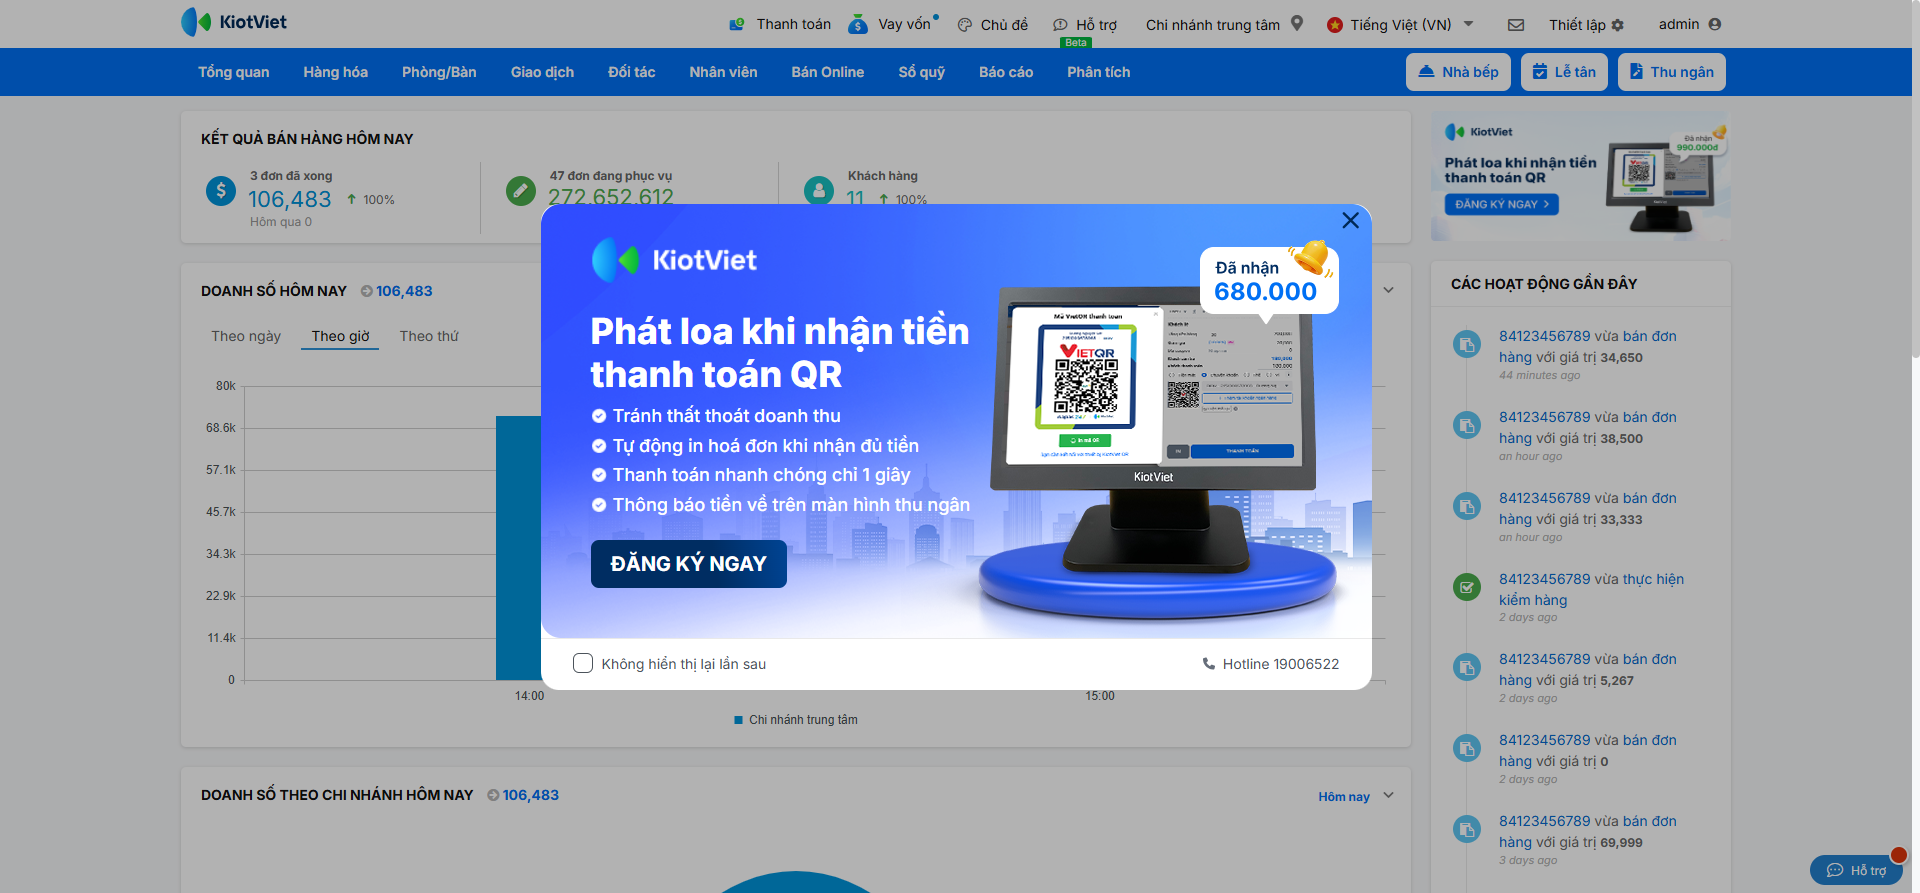 KiotViet
Thanh toán
Vay vốn
Chủ đề
Hỗ trợ
Beta
Chi nhánh trung tâm
Tiếng Việt (VN)
Thiết lập
admin
Tổng quan
Hàng hóa
Phòng/Bàn
Giao dịch
Đối tác
Nhân viên
Bán Online
Sổ quỹ
Báo cáo
Phân tích
Nhà bếp
Lễ tân
Thu ngân
KẾT QUẢ BÁN HÀNG HÔM NAY
3 đơn đã xong
106,483
100%
Hôm qua 0
47 đơn đang phục vụ
272,652,612
Khách hàng
11
100%
KiotViet
Phát loa khi nhận tiền
thanh toán QR
ĐĂNG KÝ NGAY
Đã nhận
990.000đ
DOANH SỐ HÔM NAY
106,483
Theo ngày
Theo giờ
Theo thứ
80k
68.6k
57.1k
45.7k
34.3k
22.9k
11.4k
0
14:00
15:00
Chi nhánh trung tâm
KiotViet
Phát loa khi nhận tiền
thanh toán QR
Tránh thất thoát doanh thu
Tự động in hoá đơn khi nhận đủ tiền
Thanh toán nhanh chóng chỉ 1 giây
Thông báo tiền về trên màn hình thu ngân
ĐĂNG KÝ NGAY
Đã nhận
680.000
Mã VietQR thanh toán
VIETQR
In mã QR
THANH TOÁN
KiotViet
Không hiển thị lại lần sau
Hotline 19006522
CÁC HOẠT ĐỘNG GẦN ĐÂY
84123456789 vừa bán đơn
hàng với giá trị 34,650
44 minutes ago
84123456789 vừa bán đơn
hàng với giá trị 38,500
an hour ago
84123456789 vừa bán đơn
hàng với giá trị 33,333
an hour ago
84123456789 vừa thực hiện
kiểm hàng
2 days ago
84123456789 vừa bán đơn
hàng với giá trị 5,267
2 days ago
84123456789 vừa bán đơn
hàng với giá trị 0
2 days ago
84123456789 vừa bán đơn
hàng với giá trị 69,999
3 days ago
DOANH SỐ THEO CHI NHÁNH HÔM NAY
106,483
Hôm nay
Hỗ trợ